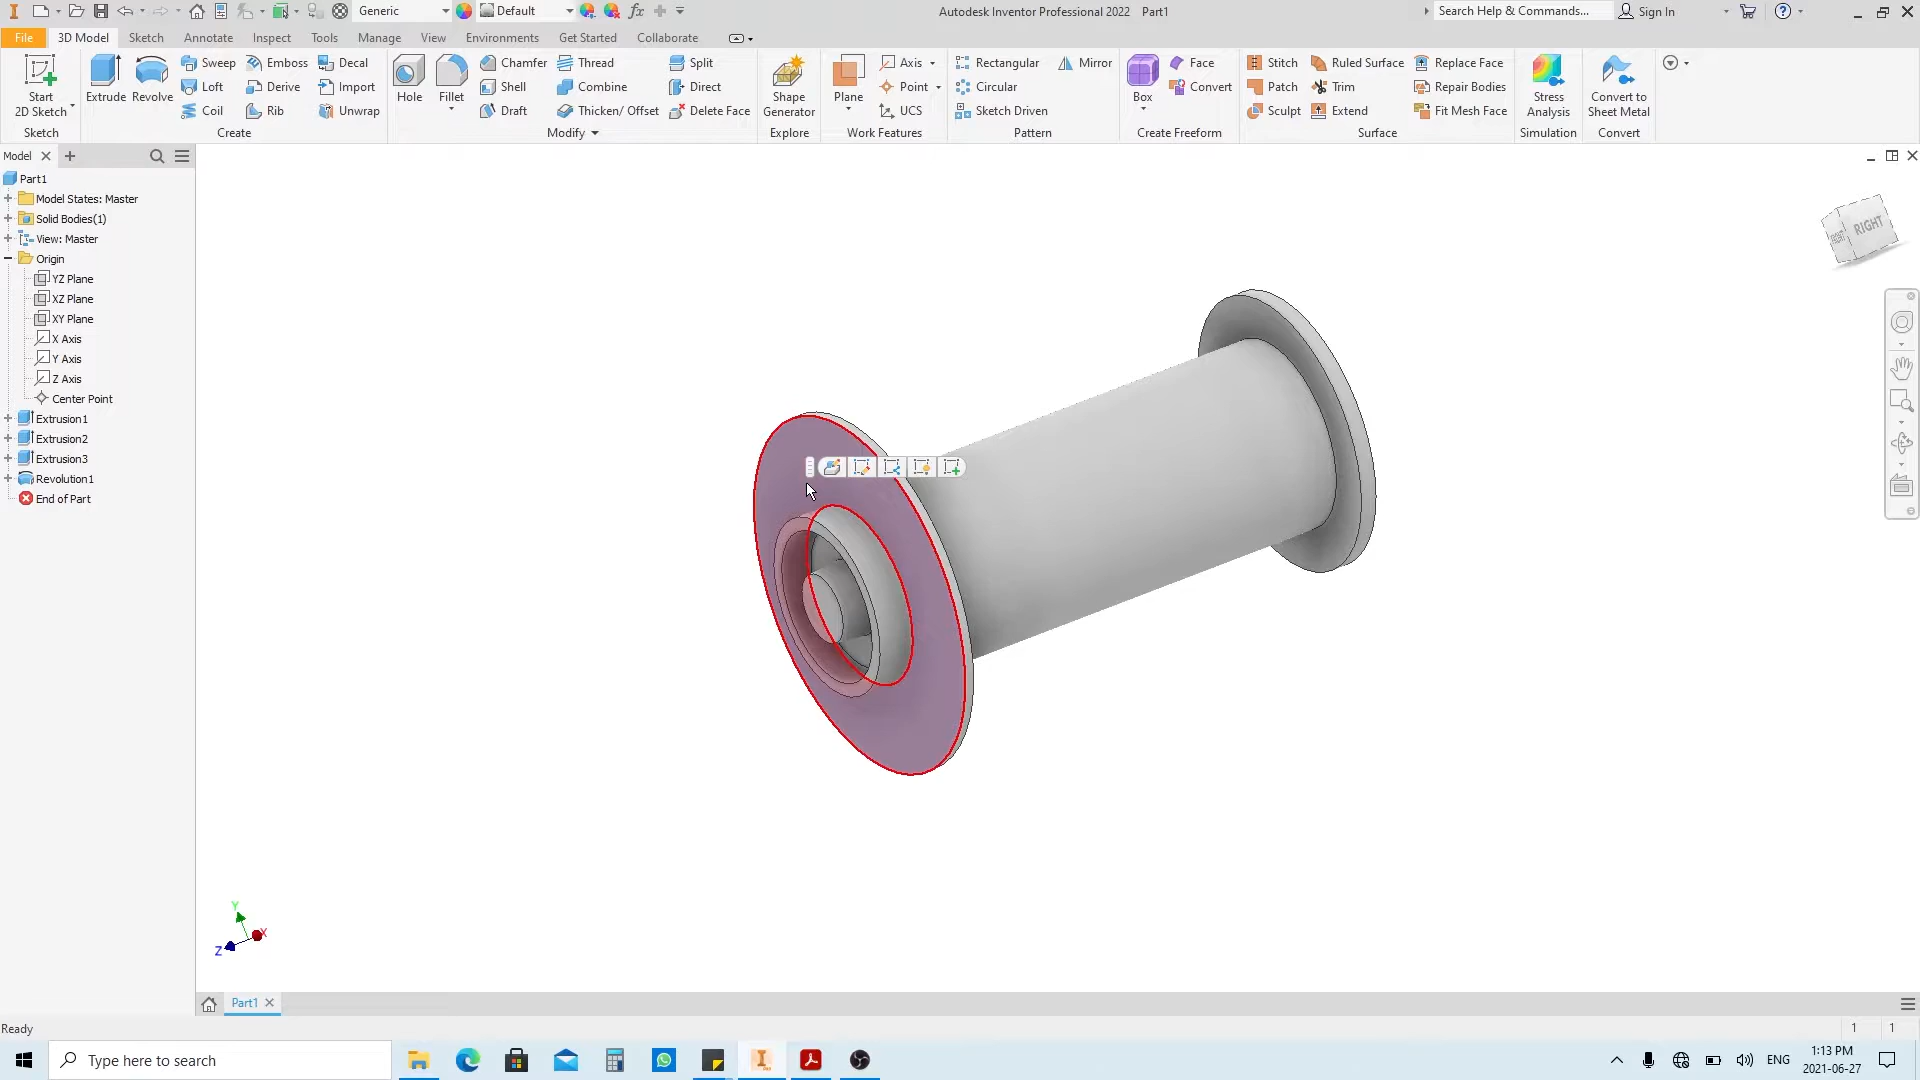 Generic
Default
fx
Autodesk Inventor Professional 2022 Part1
Search Help & Commands...
Sign In
File
3D Model
Sketch
Annotate
Inspect
Tools
Manage
View
Environments
Get Started
Collaborate
Start
2D Sketch
Sketch
Extrude
Revolve
Sweep
Emboss
Decal
Loft
Derive
Import
Coil
Rib
Unwrap
Create
Hole
Fillet
Chamfer
Thread
Split
Shell
Combine
Direct
Draft
Thicken/ Offset
Delete Face
Modify
Shape
Generator
Explore
Plane
Axis
Point
UCS
Work Features
Rectangular
Mirror
Circular
Sketch Driven
Pattern
Box
Face
Convert
Create Freeform
Stitch
Ruled Surface
Replace Face
Patch
Trim
Repair Bodies
Sculpt
Extend
Fit Mesh Face
Surface
Stress
Analysis
Simulation
Convert to
Sheet Metal
Convert
Model
Part1
Model States: Master
Solid Bodies(1)
View: Master
Origin
YZ Plane
XZ Plane
XY Plane
X Axis
Y Axis
Z Axis
Center Point
Extrusion1
Extrusion2
Extrusion3
Revolution1
End of Part
FRONT
RIGHT
Y
X
Z
Part1
Ready
1
1
Type here to search
ENG
1:13 PM
2021-06-27